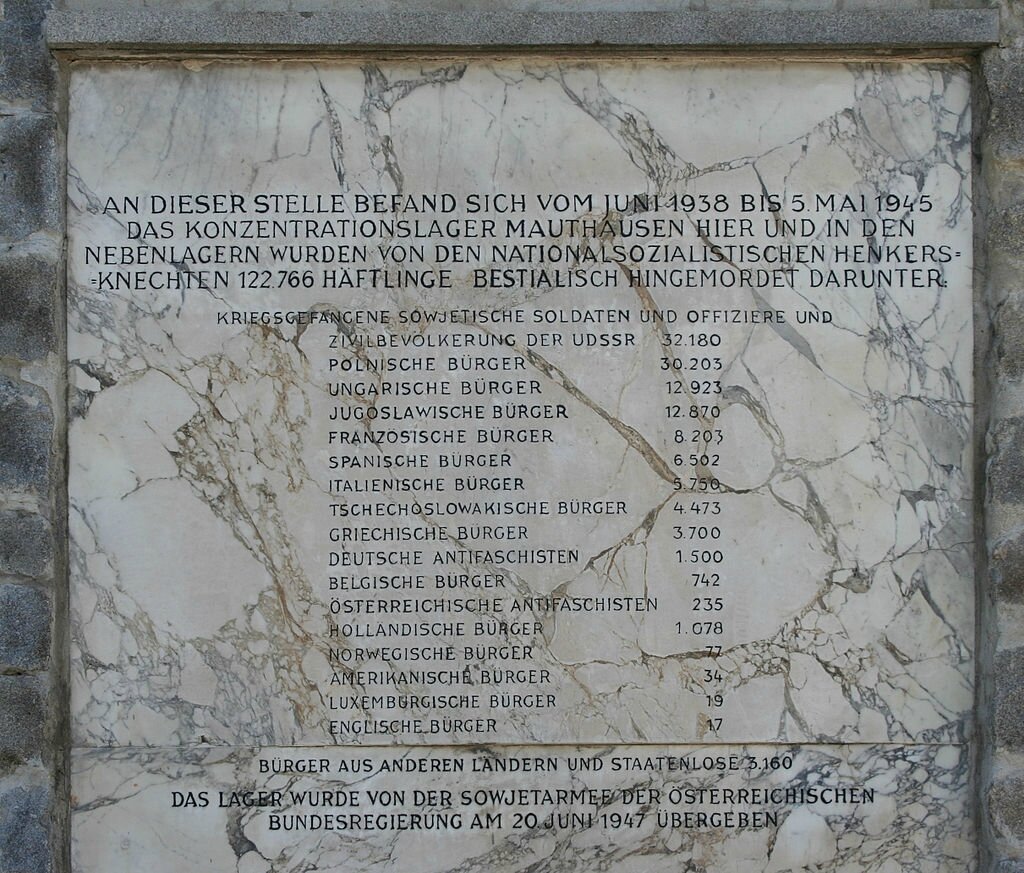 AN DIESER STELLE BEFAND SICH VOM JUNI 1938 BIS 5. MAI 1945
DAS KONZENTRATIONSLAGER MAUTHAUSEN HIER UND IN DEN
NEBENLAGERN WURDEN VON DEN NATIONALSOZIALISTISCHEN HENKERS=
=KNECHTEN 122.766 HÄFTLINGE BESTIALISCH HINGEMORDET DARUNTER:
KRIEGSGEFANGENE SOWJETISCHE SOLDATEN UND OFFIZIERE UND
ZIVILBEVÖLKERUNG DER UDSSR 32.180
POLNISCHE BÜRGER 30.203
UNGARISCHE BÜRGER 12.923
JUGOSLAWISCHE BÜRGER 12.870
FRANZÖSISCHE BÜRGER 8.203
SPANISCHE BÜRGER 6.502
ITALIENISCHE BÜRGER 5.750
TSCHECHOSLOWAKISCHE BÜRGER 4.473
GRIECHISCHE BÜRGER 3.700
DEUTSCHE ANTIFASCHISTEN 1.500
BELGISCHE BÜRGER 742
ÖSTERREICHISCHE ANTIFASCHISTEN 235
HOLLÄNDISCHE BÜRGER 1.078
NORWEGISCHE BÜRGER 77
AMERIKANISCHE BÜRGER 34
LUXEMBURGISCHE BÜRGER 19
ENGLISCHE BÜRGER 17
BÜRGER AUS ANDEREN LÄNDERN UND STAATENLOSE 3.160
DAS LAGER WURDE VON DER SOWJETARMEE DER ÖSTERREICHISCHEN
BUNDESREGIERUNG AM 20. JUNI 1947 ÜBERGEBEN